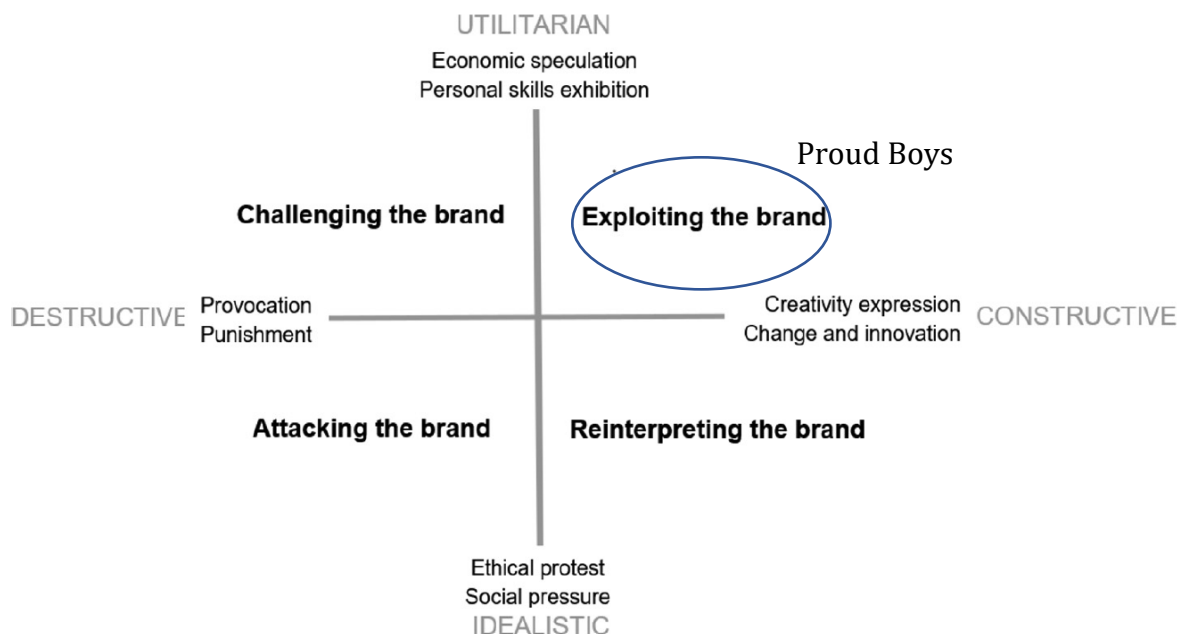 UTILITARIAN
Economic speculation
Personal skills exhibition
Proud Boys
Challenging the brand
Exploiting the brand
DESTRUCTIVE
Provocation
Punishment
Creativity expression
Change and innovation
CONSTRUCTIVE
Attacking the brand
Reinterpreting the brand
Ethical protest
Social pressure
IDEALISTIC